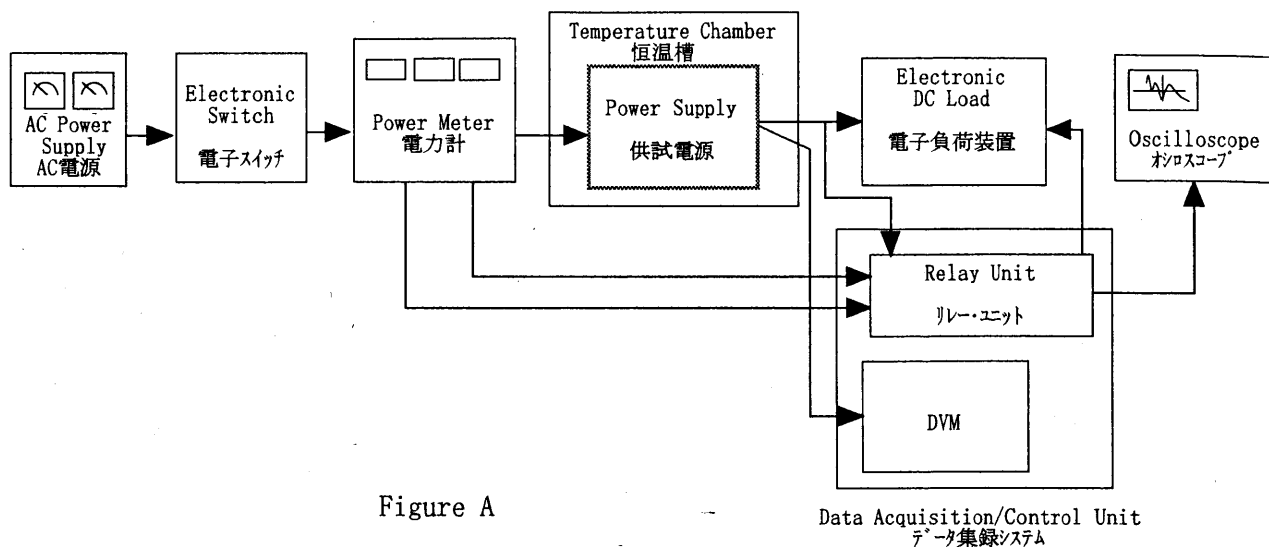 AC Power
Supply
AC電源
Electronic
Switch
電子スイッチ
Power Meter
電力計
Temperature Chamber
恒温槽
Power Supply
供試電源
Electronic
DC Load
電子負荷装置
Oscilloscope
オシロスコープ
Relay Unit
リレー・ユニット
DVM
Data Acquisition/Control Unit
データ集録システム
Figure A